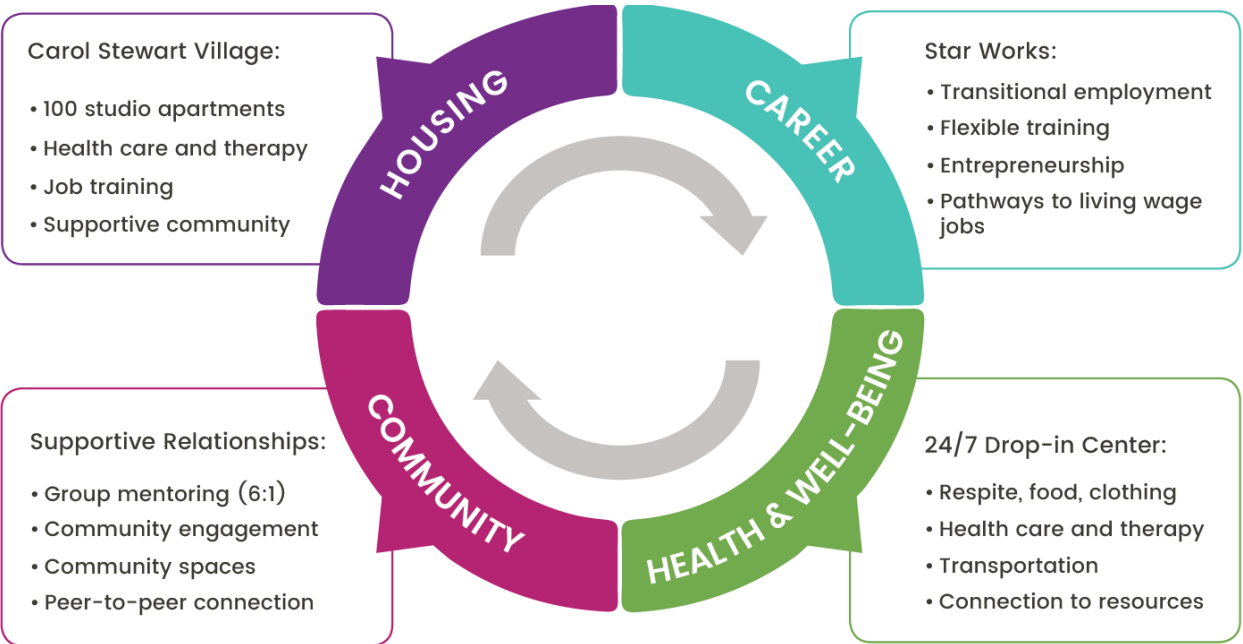 Carol Stewart Village:
• 100 studio apartments
• Health care and therapy
• Job training
• Supportive community
HOUSING
CAREER
Star Works:
• Transitional employment
• Flexible training
• Entrepreneurship
• Pathways to living wage
jobs
Supportive Relationships:
• Group mentoring (6:1)
• Community engagement
• Community spaces
• Peer-to-peer connection
COMMUNITY
HEALTH & WELL-BEING
24/7 Drop-in Center:
• Respite, food, clothing
• Health care and therapy
• Transportation
• Connection to resources